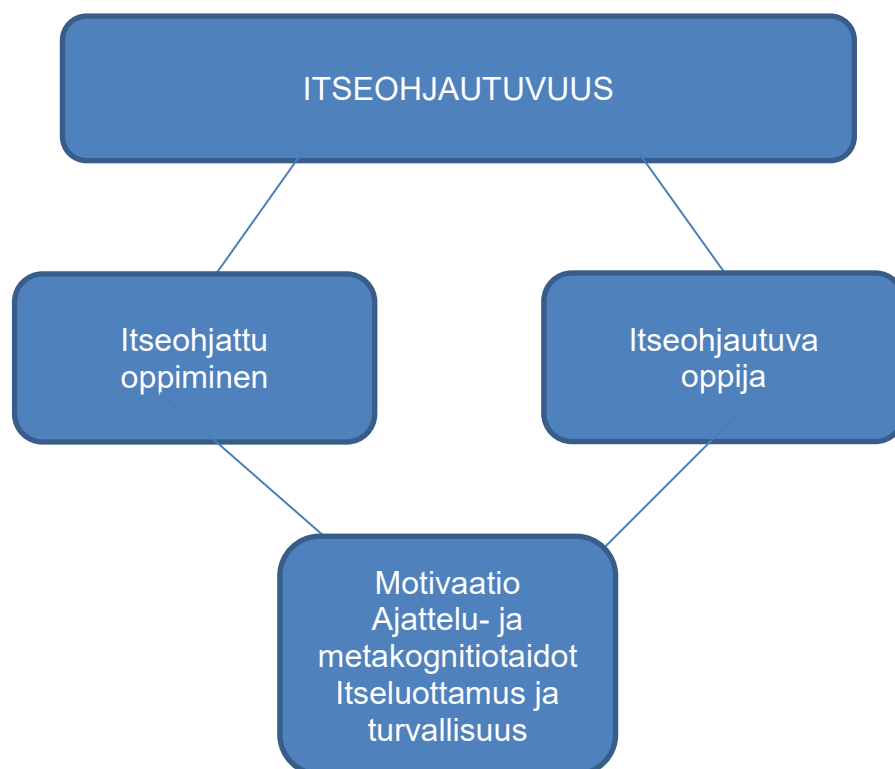 ITSEOHJAUTUVUUS
Itseohjattu
oppiminen
Itseohjautuva
oppija
Motivaatio
Ajattelu- ja
metakognitiotaidot
Itseluottamus ja
turvallisuus